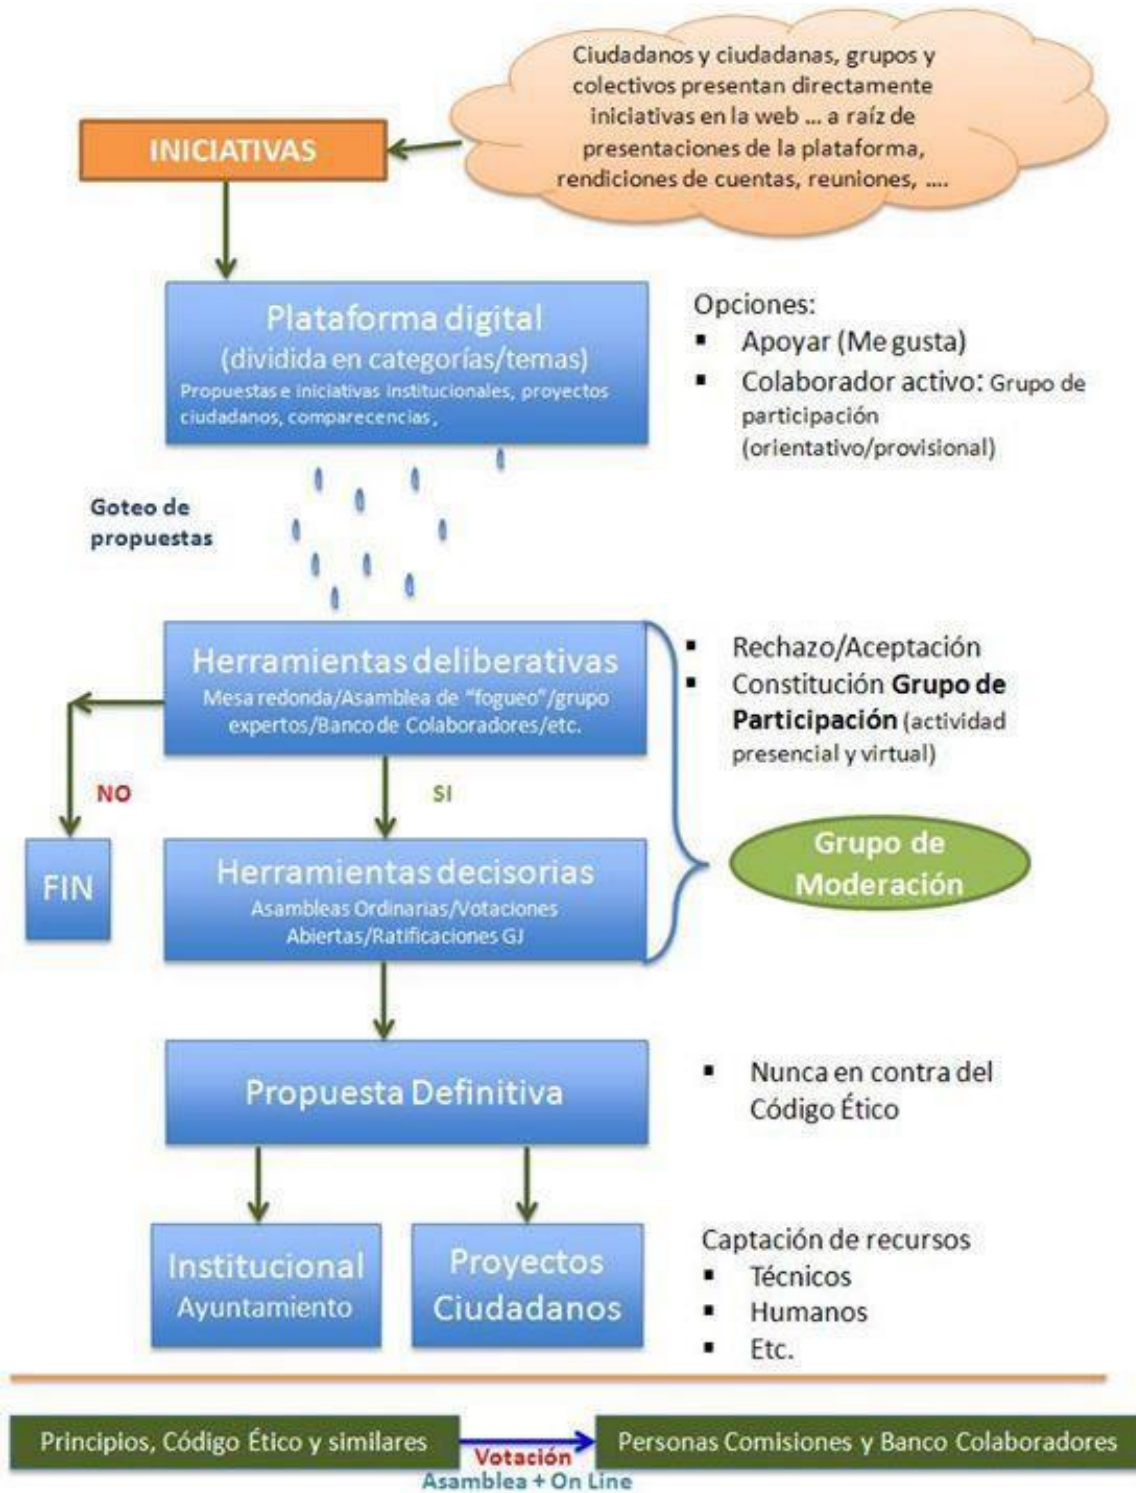 Ciudadanos y ciudadanas, grupos y
colectivos presentan directamente
iniciativas en la web ... a raíz de
presentaciones de la plataforma,
rendiciones de cuentas, reuniones, ....
INICIATIVAS
Plataforma digital
(dividida en categorías/temas)
Propuestas e iniciativas institucionales, proyectos
ciudadanos, comparecencias,
Opciones:
▪ Apoyar (Me gusta)
▪ Colaborador activo: Grupo de
participación
(orientativo/provisional)
Goteo de
propuestas
Herramientas deliberativas
Mesa redonda/Asamblea de "fogueo"/grupo
expertos/Banco de Colaboradores/etc.
▪ Rechazo/Aceptación
▪ Constitución Grupo de
Participación (actividad
presencial y virtual)
NO
SI
FIN
Herramientas decisorias
Asambleas Ordinarias/Votaciones
Abiertas/Ratificaciones GJ
Grupo de
Moderación
Propuesta Definitiva
▪ Nunca en contra del
Código Ético
Institucional
Ayuntamiento
Proyectos
Ciudadanos
Captación de recursos
▪ Técnicos
▪ Humanos
▪ Etc.
Principios, Código Ético y similares
Votación
Asamblea + On Line
Personas Comisiones y Banco Colaboradores